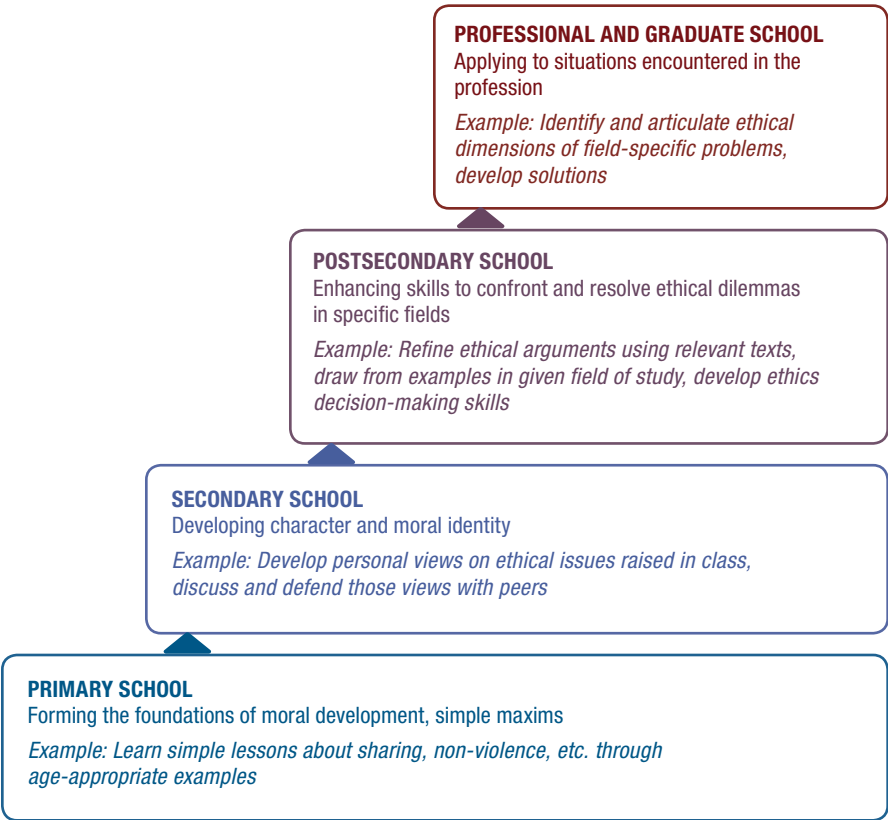 PROFESSIONAL AND GRADUATE SCHOOL
Applying to situations encountered in the
profession
Example: Identify and articulate ethical
dimensions of field-specific problems,
develop solutions
POSTSECONDARY SCHOOL
Enhancing skills to confront and resolve ethical dilemmas
in specific fields
Example: Refine ethical arguments using relevant texts,
draw from examples in given field of study, develop ethics
decision-making skills
SECONDARY SCHOOL
Developing character and moral identity
Example: Develop personal views on ethical issues raised in class,
discuss and defend those views with peers
PRIMARY SCHOOL
Forming the foundations of moral development, simple maxims
Example: Learn simple lessons about sharing, non-violence, etc. through
age-appropriate examples